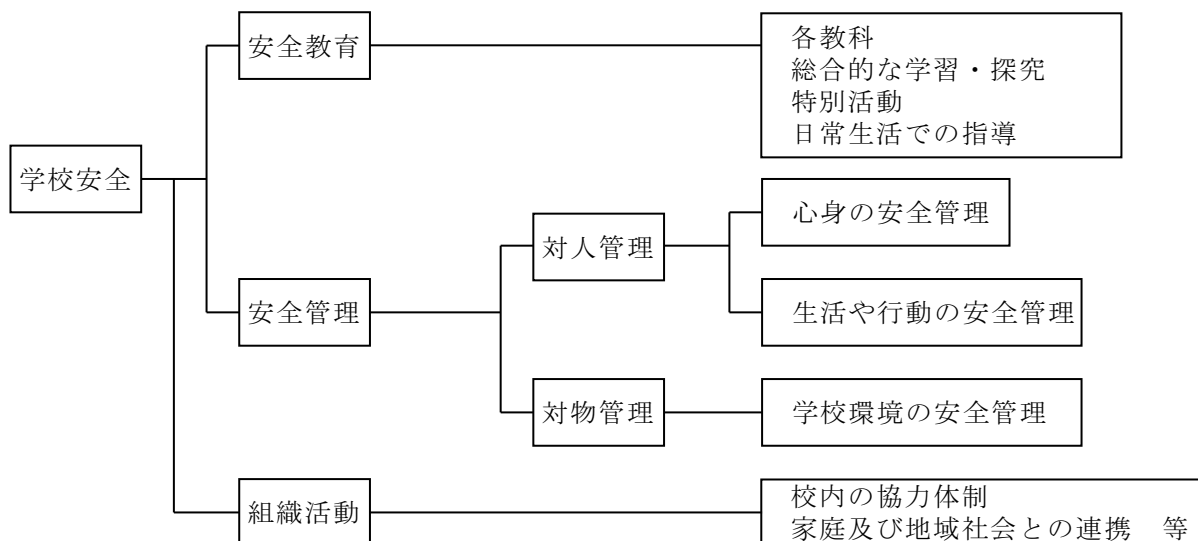 学校安全
安全教育
各教科
総合的な学習・探究
特別活動
日常生活での指導
安全管理
対人管理
心身の安全管理
生活や行動の安全管理
対物管理
学校環境の安全管理
組織活動
校内の協力体制
家庭及び地域社会との連携　等